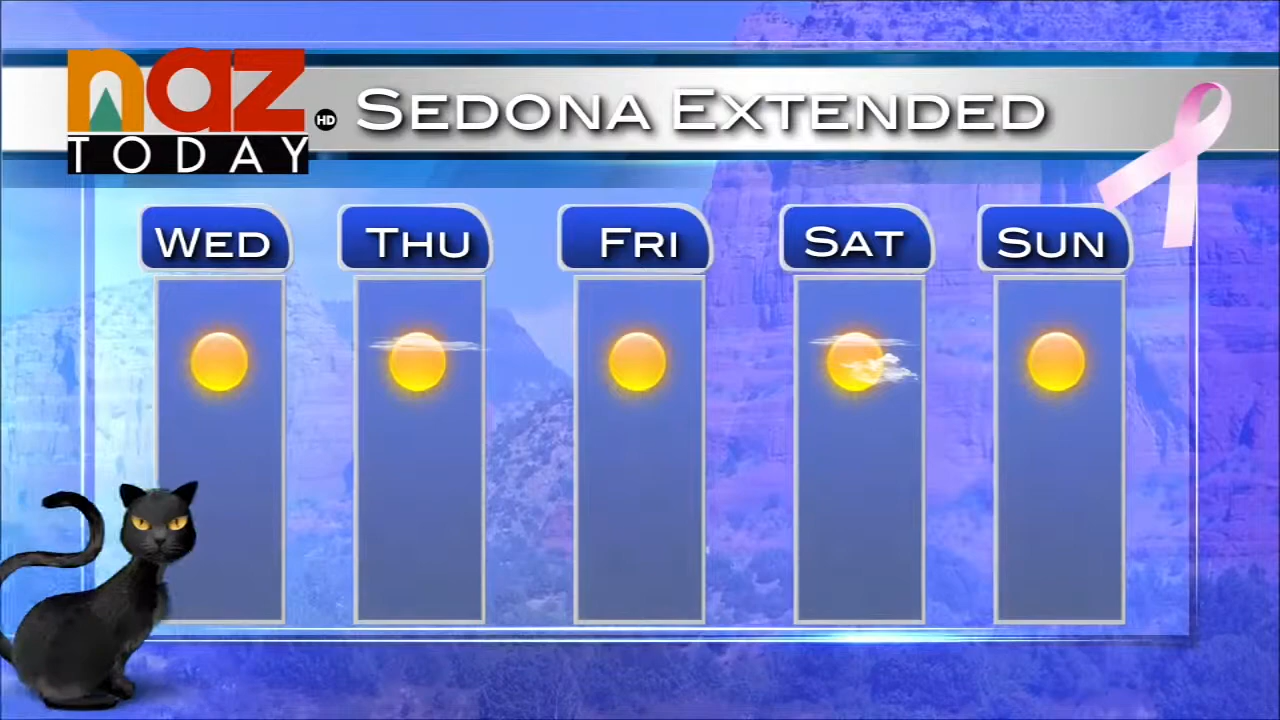 naz
TODAY
HD
SEDONA EXTENDED
WED
THU
FRI
SAT
SUN